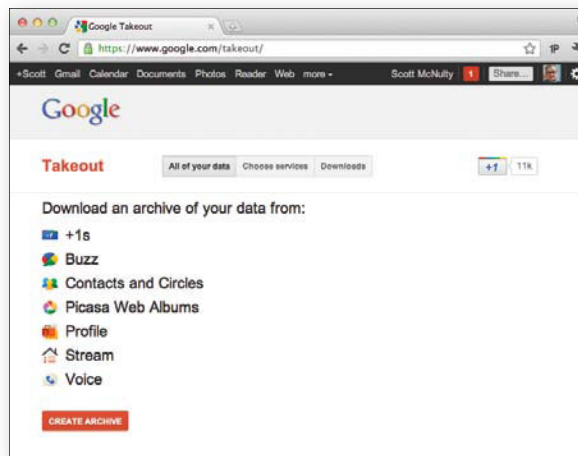 Google Takeout
https://www.google.com/takeout/
1P
+Scott Gmail Calendar Documents Photos Reader Web more Scott McNulty 1 Share...
Google
Takeout All of your data Choose services Downloads +1 11k
Download an archive of your data from:
+1s
Buzz
Contacts and Circles
Picasa Web Albums
Profile
Stream
Voice
CREATE ARCHIVE